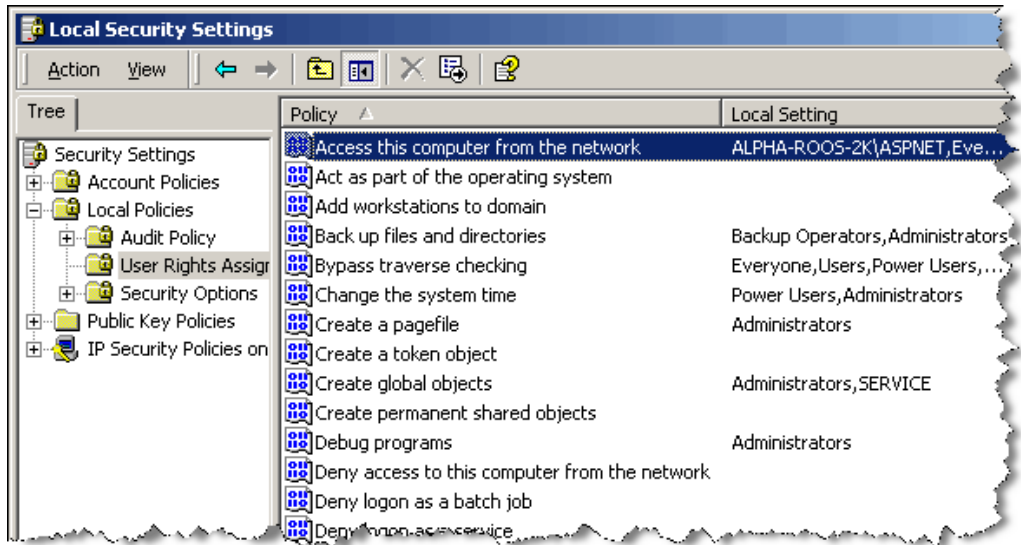 Local Security Settings
Action View
Tree
Policy Local Setting
Security Settings
Account Policies
Local Policies
Audit Policy
User Rights Assigr
Security Options
Public Key Policies
IP Security Policies on
Access this computer from the network ALPHA-ROOS-2K\ASPNET,Eve...
Act as part of the operating system
Add workstations to domain
Back up files and directories Backup Operators,Administrators
Bypass traverse checking Everyone,Users,Power Users,...
Change the system time Power Users,Administrators
Create a pagefile Administrators
Create a token object
Create global objects Administrators,SERVICE
Create permanent shared objects
Debug programs Administrators
Deny access to this computer from the network
Deny logon as a batch job
Deny logon as a service